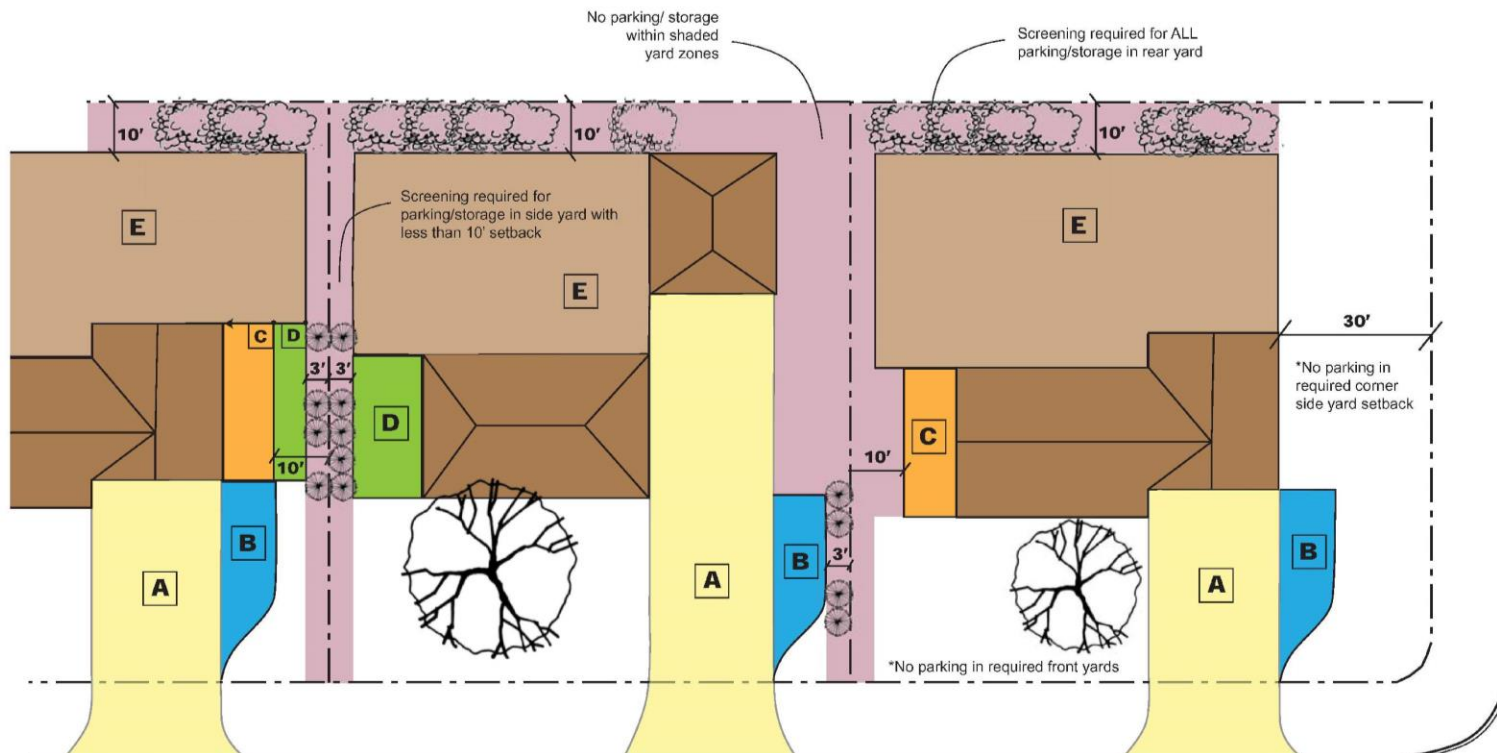 No parking/ storage
within shaded
yard zones
Screening required for ALL
parking/storage in rear yard
10'
10'
10'
Screening required for
parking/storage in side yard with
less than 10' setback
E
E
E
30'
*No parking in
required corner
side yard setback
C
D
3'
3'
D
C
10'
10'
B
A
A
B
3'
A
B
*No parking in required front yards